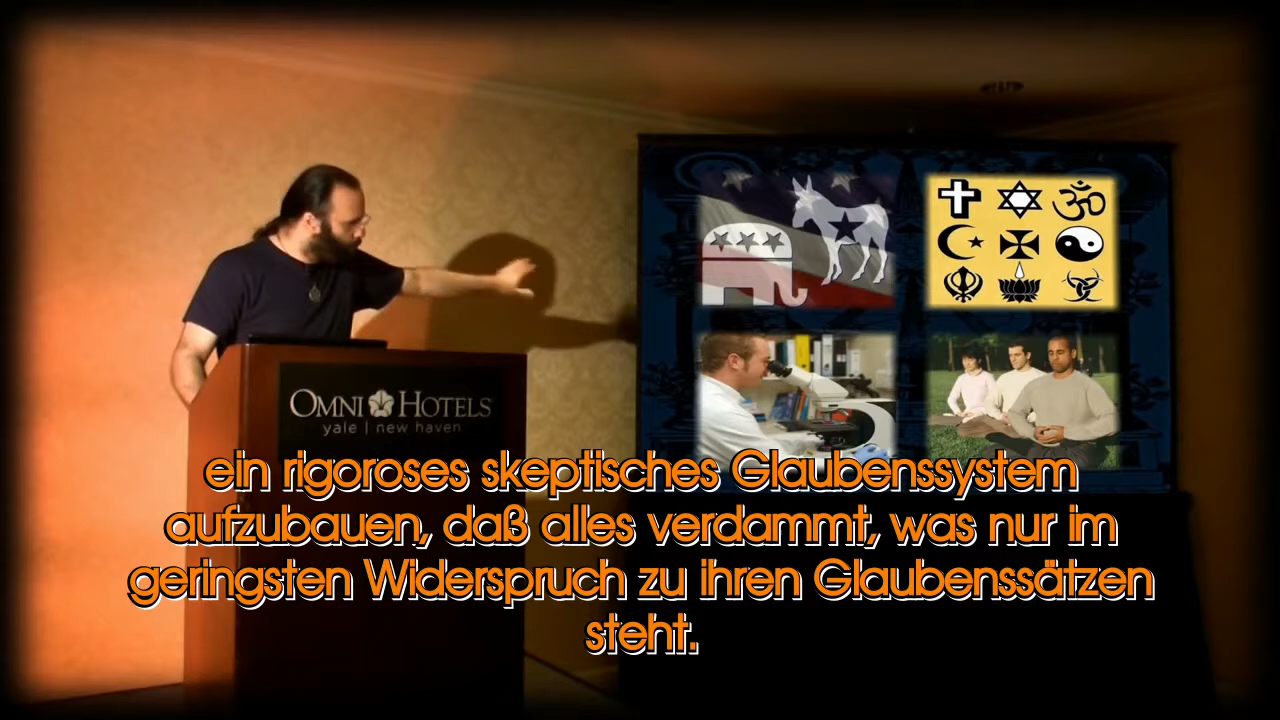 OMNI HOTELS
yale | new haven
ein rigoroses skeptisches Glaubenssystem
aufzubauen, daß alles verdammt, was nur im
geringsten Widerspruch zu ihren Glaubenssätzen
steht.